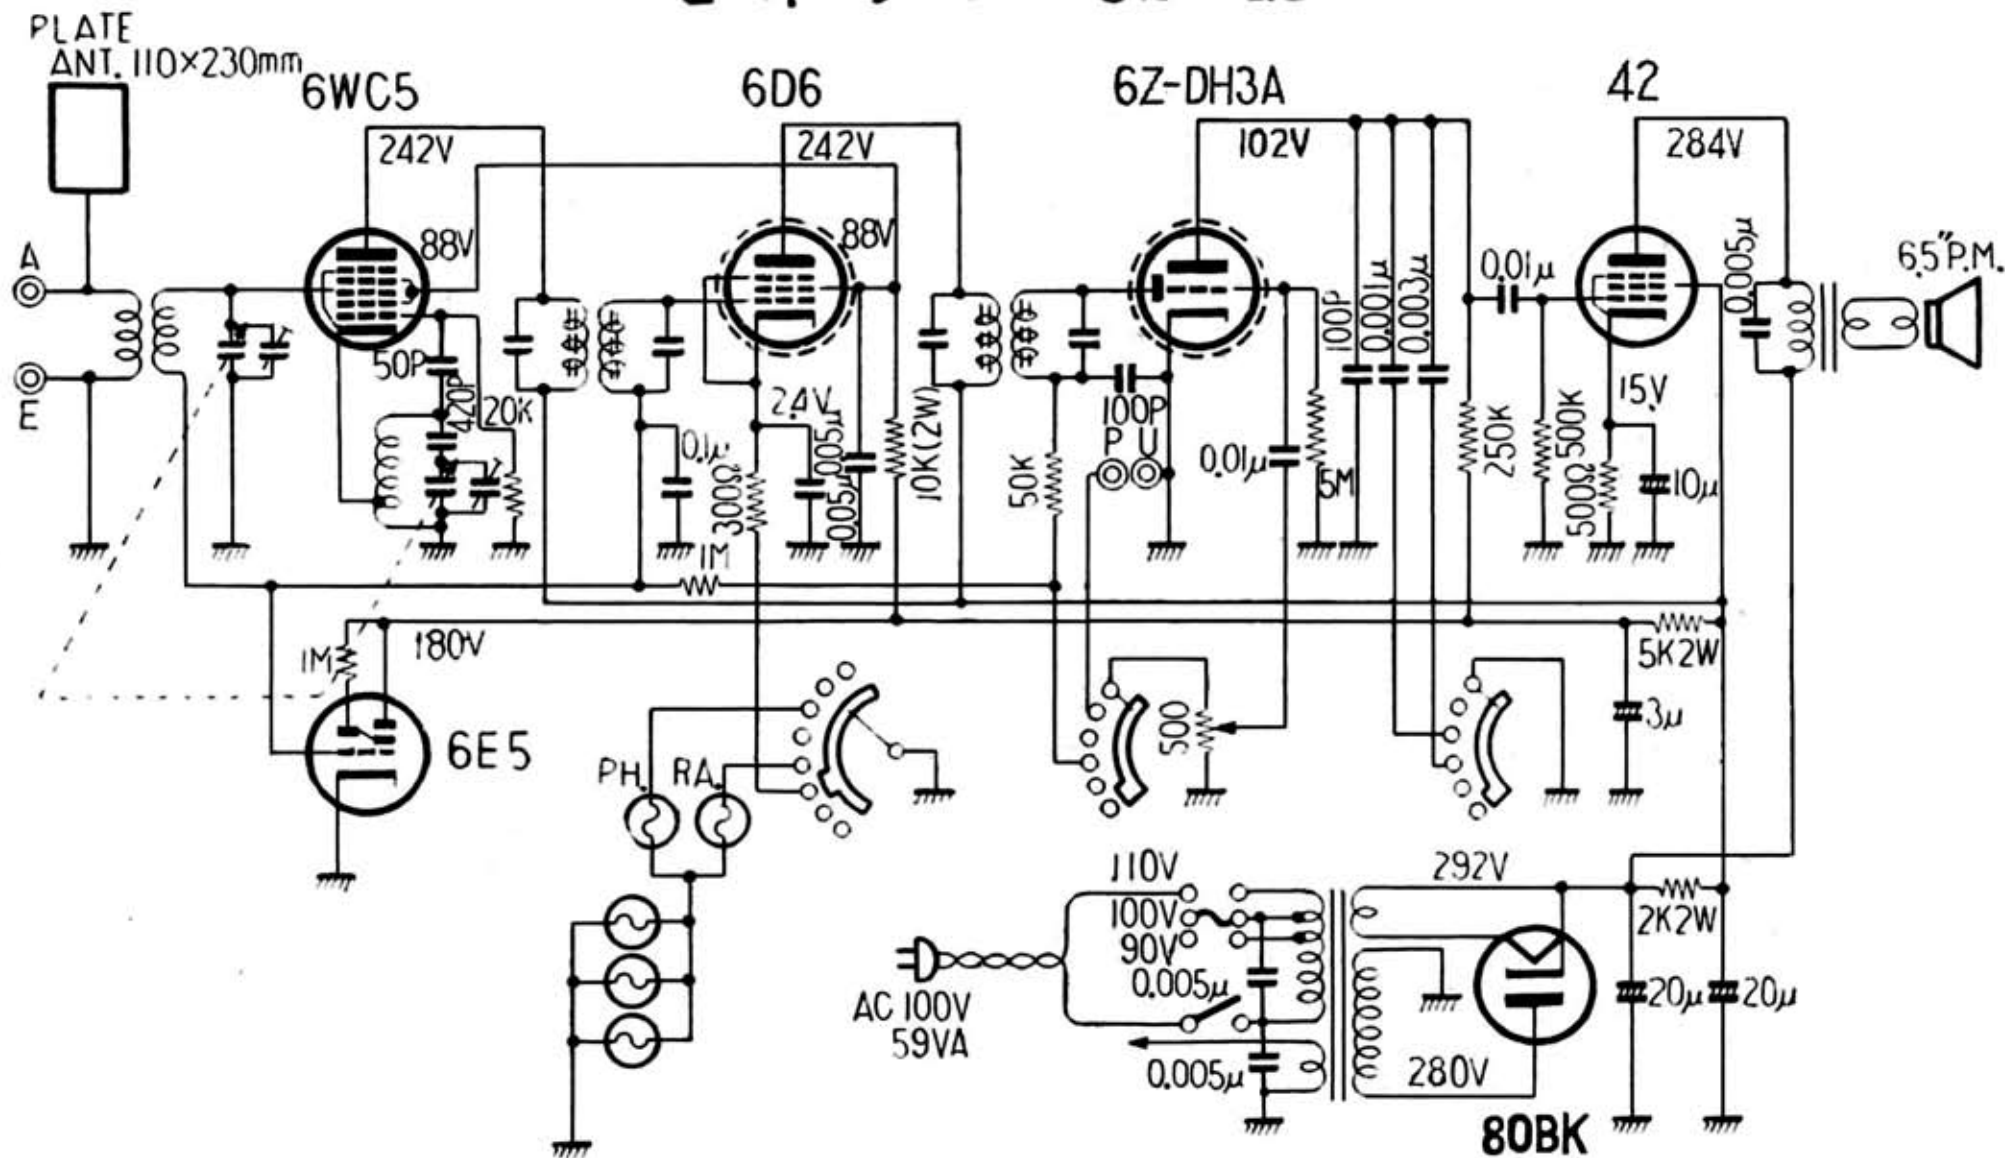 PLATE
ANT. 110×230mm
6WC5
6D6
6Z-DH3A
42
242V
242V
102V
284V
88V
88V
A
E
50P
420P
20K
0.1μ
300Ω
2.4V
0.05μ
0.05μ
10K(2W)
50K
100P
P U
0.01μ
5M
100P
0.001μ
0.003μ
250K
0.01μ
500K
500Ω
15V
10μ
0.005μ
6.5"P.M.
1M
1M
180V
5K2W
3μ
500
6E5
PH.
RA.
110V
100V
90V
0.005μ
AC 100V
59VA
0.005μ
292V
2K2W
280V
20μ
20μ
80BK